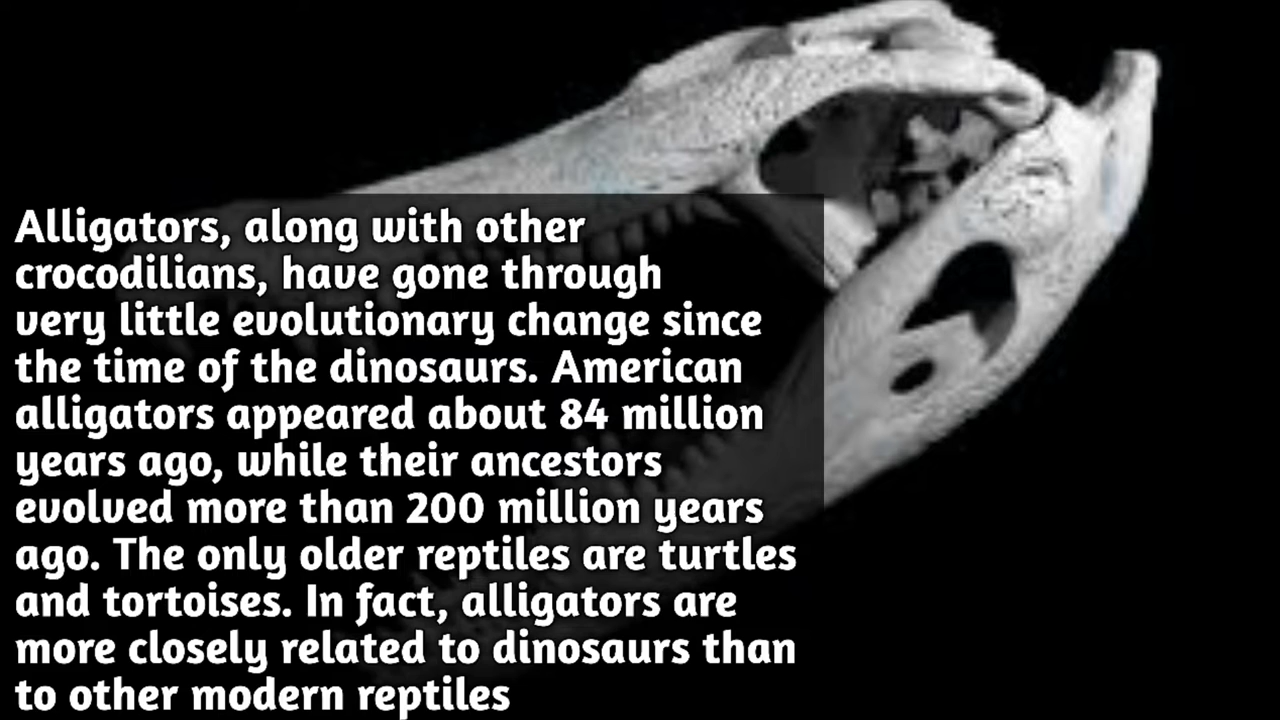 Alligators, along with other
crocodilians, have gone through
very little evolutionary change since
the time of the dinosaurs. American
alligators appeared about 84 million
years ago, while their ancestors
evolved more than 200 million years
ago. The only older reptiles are turtles
and tortoises. In fact, alligators are
more closely related to dinosaurs than
to other modern reptiles